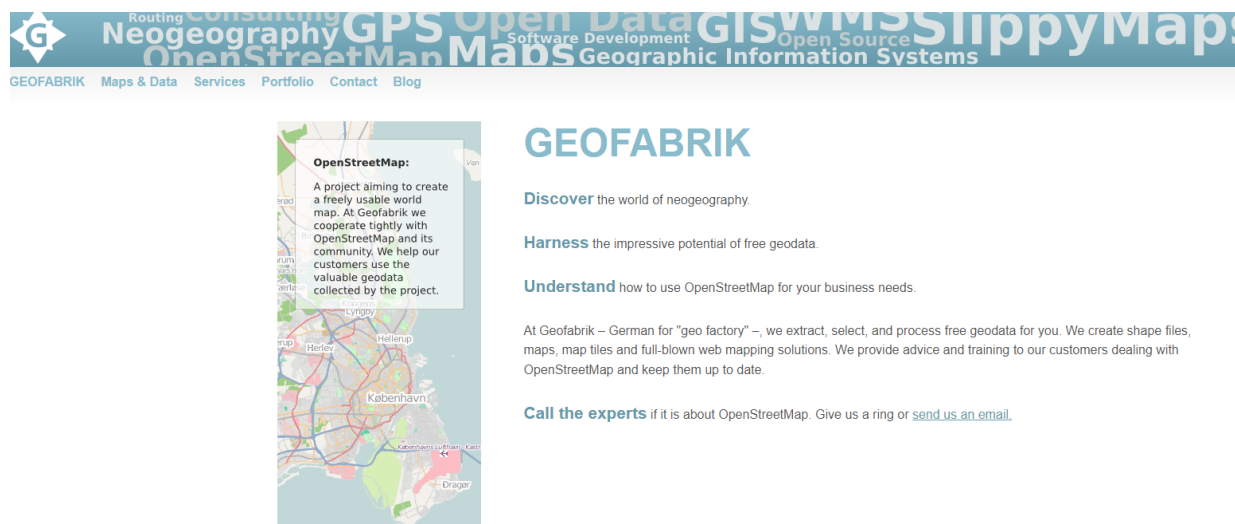 G
Routing Consulting
Neogeography GPS Open Data GIS WMS SlippyMaps
Software Development Open Source
OpenStreetMap Maps Geographic Information Systems
GEOFABRIK Maps & Data Services Portfolio Contact Blog
OpenStreetMap:
A project aiming to create
a freely usable world
map. At Geofabrik we
cooperate tightly with
OpenStreetMap and its
community. We help our
customers use the
valuable geodata
collected by the project.
Kongens
Lyngby
Hellerup
Herlev
København
Københavns Lufthavn - Kastr
Dragør
GEOFABRIK
Discover the world of neogeography.
Harness the impressive potential of free geodata.
Understand how to use OpenStreetMap for your business needs.
At Geofabrik – German for "geo factory" –, we extract, select, and process free geodata for you. We create shape files,
maps, map tiles and full-blown web mapping solutions. We provide advice and training to our customers dealing with
OpenStreetMap and keep them up to date.
Call the experts if it is about OpenStreetMap. Give us a ring or send us an email.